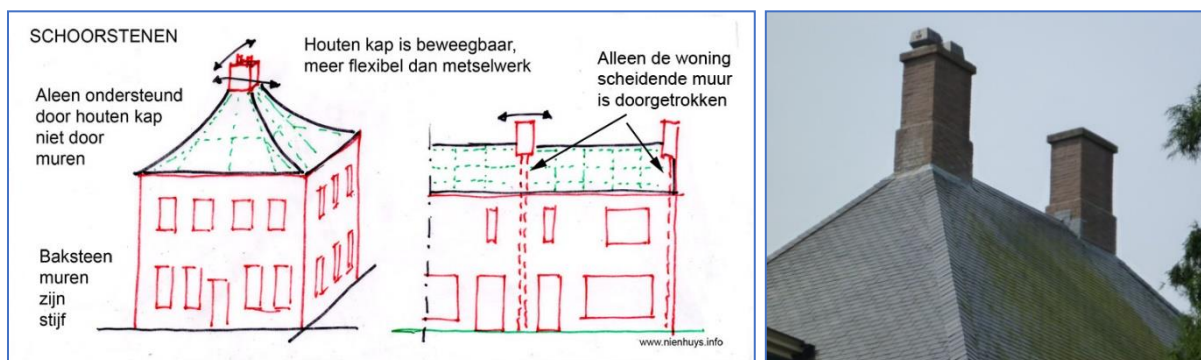 SCHOORSTENEN
Houten kap is beweegbaar,
meer flexibel dan metselwerk
Aleen ondersteund
door houten kap
niet door
muren
Baksteen
muren
zijn
stijf
Alleen de woning
scheidende muur
is doorgetrokken
www.nienhuys.info